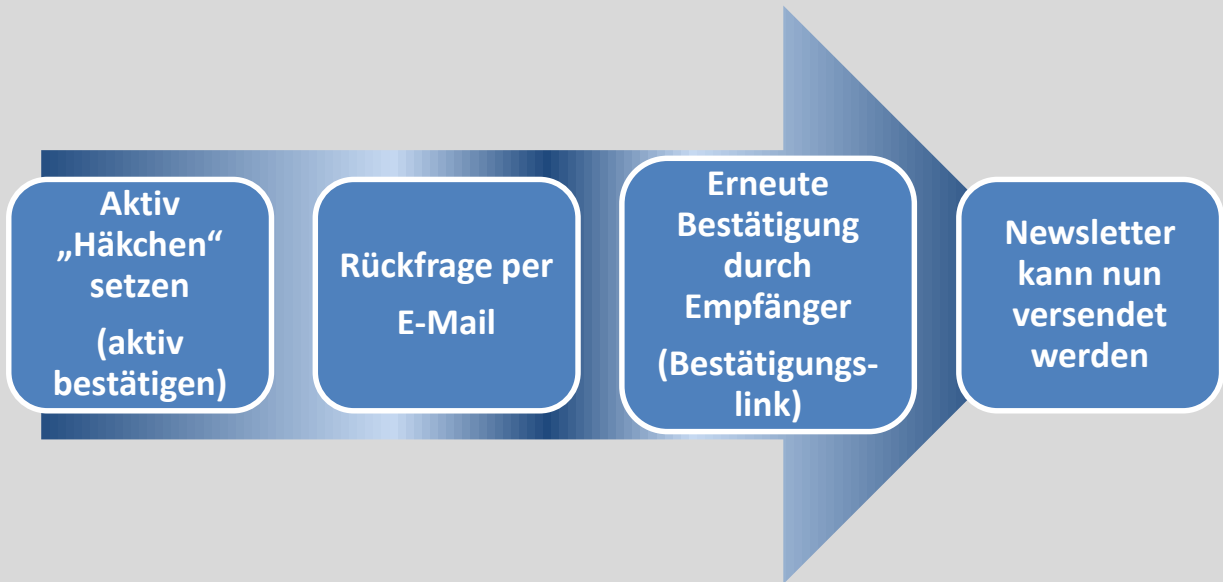 Aktiv
„Häkchen“
setzen
(aktiv
bestätigen)
Rückfrage per
E-Mail
Erneute
Bestätigung
durch
Empfänger
(Bestätigungs-
link)
Newsletter
kann nun
versendet
werden